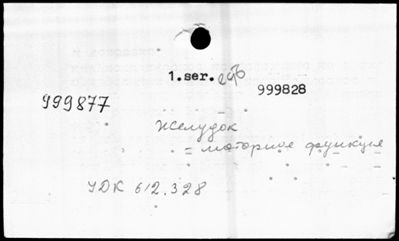 1.ser.
999828
999877
Желудок
= моторная функция
УДК 612.328